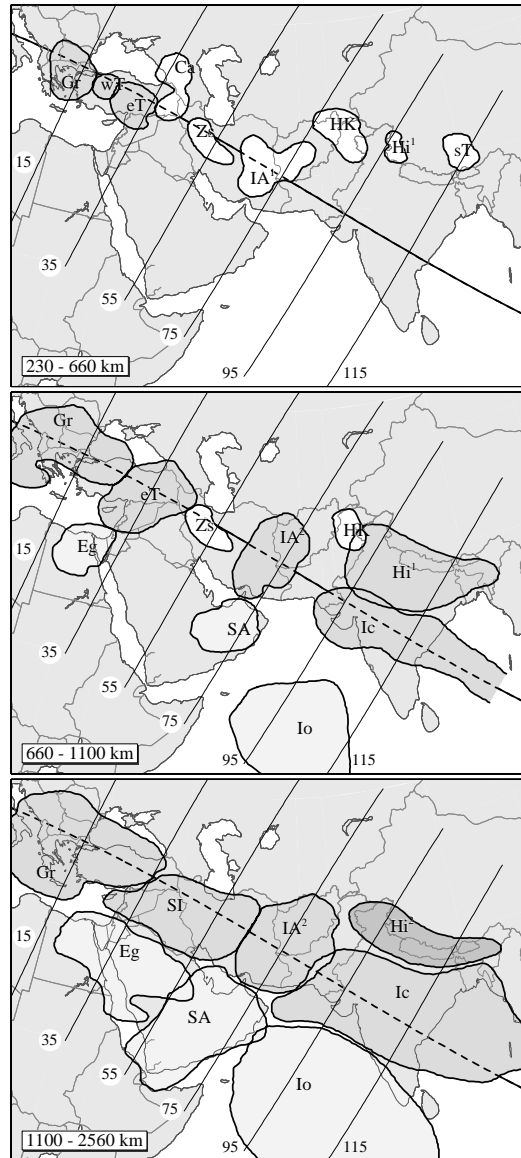 Ca
Gr
wT
eT
Zs
HK
IA¹
Hi¹
sT
15
35
55
75
95
115
230 - 660 km
Gr
eT
Zs
IA²
HK
Eg
Hi¹
SA
Ic
15
35
55
75
Io
95
115
660 - 1100 km
Gr
SI
IA²
Hi²
Eg
Ic
15
SA
35
55
Io
75
95
115
1100 - 2560 km